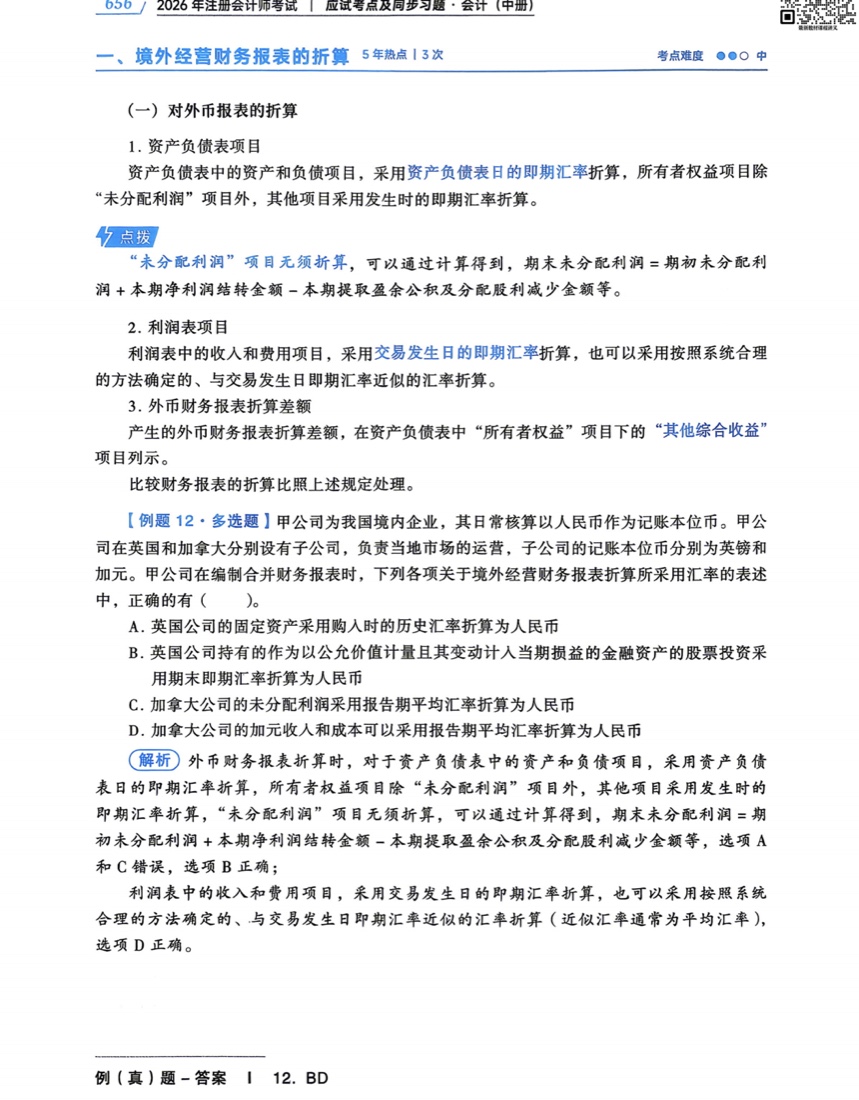 656 / 2026 年注册会计师考试 | 应试考点及同步习题·会计（中册）
一、境外经营财务报表的折算 5年热点 | 3次 考点难度 中
（一）对外币报表的折算
1. 资产负债表项目
资产负债表中的资产和负债项目，采用资产负债表日的即期汇率折算，所有者权益项目除
“未分配利润”项目外，其他项目采用发生时的即期汇率折算。
点拨
“未分配利润”项目无须折算，可以通过计算得到，期末未分配利润＝期初未分配利
润＋本期净利润结转金额－本期提取盈余公积及分配股利减少金额等。
2. 利润表项目
利润表中的收入和费用项目，采用交易发生日的即期汇率折算，也可以采用按照系统合理
的方法确定的、与交易发生日即期汇率近似的汇率折算。
3. 外币财务报表折算差额
产生的外币财务报表折算差额，在资产负债表中“所有者权益”项目下的“其他综合收益”
项目列示。
比较财务报表的折算比照上述规定处理。
【例题 12·多选题】甲公司为我国境内企业，其日常核算以人民币作为记账本位币。甲公
司在英国和加拿大分别设有子公司，负责当地市场的运营，子公司的记账本位币分别为英镑和
加元。甲公司在编制合并财务报表时，下列各项关于境外经营财务报表折算所采用汇率的表述
中，正确的有（　　）。
A. 英国公司的固定资产采用购入时的历史汇率折算为人民币
B. 英国公司持有的作为以公允价值计量且其变动计入当期损益的金融资产的股票投资采
用期末即期汇率折算为人民币
C. 加拿大公司的未分配利润采用报告期平均汇率折算为人民币
D. 加拿大公司的加元收入和成本可以采用报告期平均汇率折算为人民币
解析 外币财务报表折算时，对于资产负债表中的资产和负债项目，采用资产负债
表日的即期汇率折算，所有者权益项目除“未分配利润”项目外，其他项目采用发生时的
即期汇率折算，“未分配利润”项目无须折算，可以通过计算得到，期末未分配利润＝期
初未分配利润＋本期净利润结转金额－本期提取盈余公积及分配股利减少金额等，选项 A
和 C 错误，选项 B 正确；
利润表中的收入和费用项目，采用交易发生日的即期汇率折算，也可以采用按照系统
合理的方法确定的、与交易发生日即期汇率近似的汇率折算（近似汇率通常为平均汇率），
选项 D 正确。
例（真）题－答案 | 12. BD